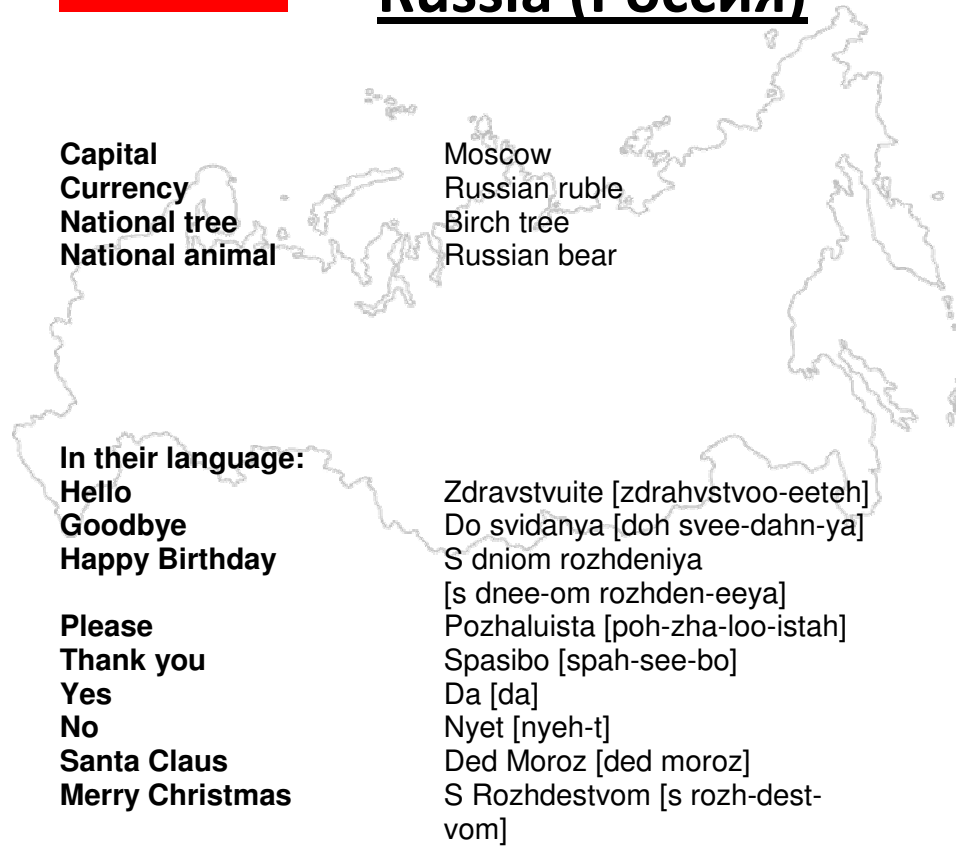 Russia (Россия)
Capital Moscow
Currency Russian ruble
National tree Birch tree
National animal Russian bear
In their language:
Hello Zdravstvuite [zdrahvstvoo-eeteh]
Goodbye Do svidanya [doh svee-dahn-ya]
Happy Birthday S dniom rozhdeniya
[s dnee-om rozhden-eeya]
Please Pozhaluista [poh-zha-loo-istah]
Thank you Spasibo [spah-see-bo]
Yes Da [da]
No Nyet [nyeh-t]
Santa Claus Ded Moroz [ded moroz]
Merry Christmas S Rozhdestvom [s rozh-dest-
vom]